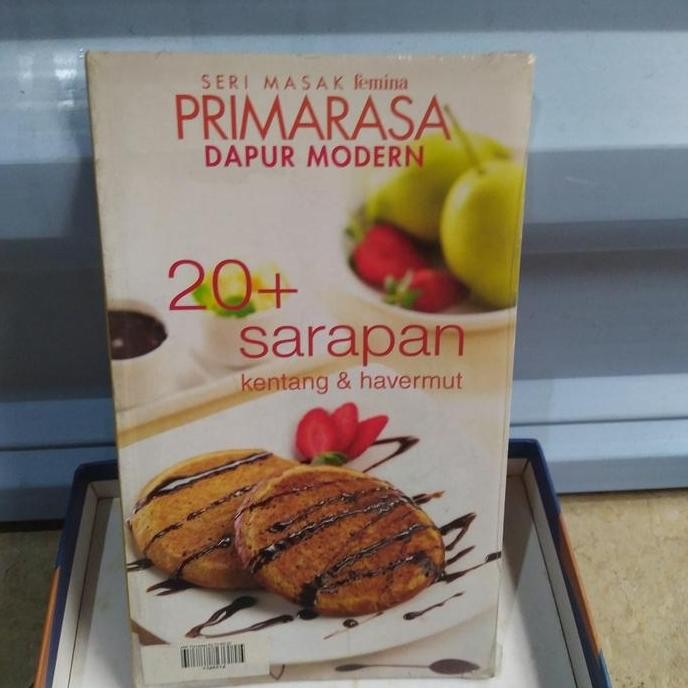 SERI MASAK femina
PRIMARASA
DAPUR MODERN
20+
sarapan
kentang & havermut